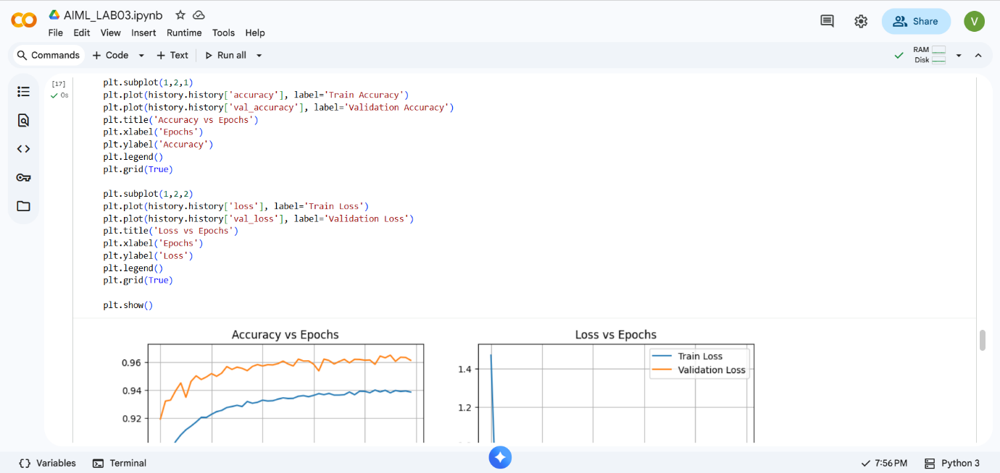 AIML_LAB03.ipynb
File Edit View Insert Runtime Tools Help
Share
V
Commands + Code + Text Run all
RAM
Disk
[17]
0s
plt.subplot(1,2,1)
plt.plot(history.history['accuracy'], label='Train Accuracy')
plt.plot(history.history['val_accuracy'], label='Validation Accuracy')
plt.title('Accuracy vs Epochs')
plt.xlabel('Epochs')
plt.ylabel('Accuracy')
plt.legend()
plt.grid(True)
plt.subplot(1,2,2)
plt.plot(history.history['loss'], label='Train Loss')
plt.plot(history.history['val_loss'], label='Validation Loss')
plt.title('Loss vs Epochs')
plt.xlabel('Epochs')
plt.ylabel('Loss')
plt.legend()
plt.grid(True)
plt.show()
Accuracy vs Epochs
0.96
0.94
0.92
Loss vs Epochs
Train Loss
Validation Loss
1.4
1.2
{} Variables Terminal
7:56 PM Python 3